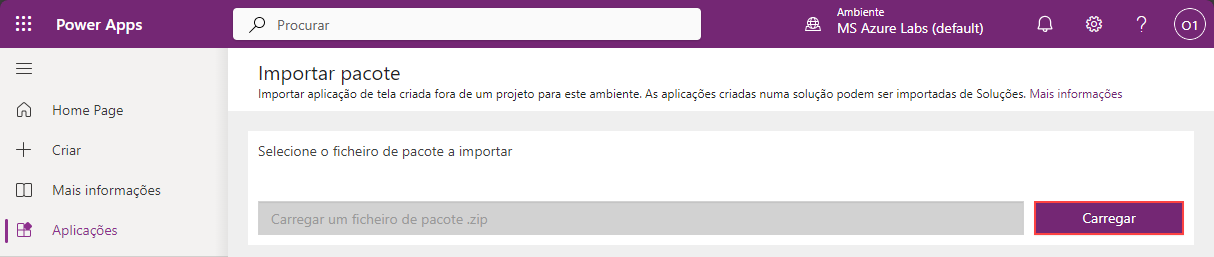 Power Apps
Procurar
Ambiente
MS Azure Labs (default)
O1
Importar pacote
Importar aplicação de tela criada fora de um projeto para este ambiente. As aplicações criadas numa solução podem ser importadas de Soluções. Mais informações
Home Page
Criar
Mais informações
Aplicações
Selecione o ficheiro de pacote a importar
Carregar um ficheiro de pacote .zip
Carregar